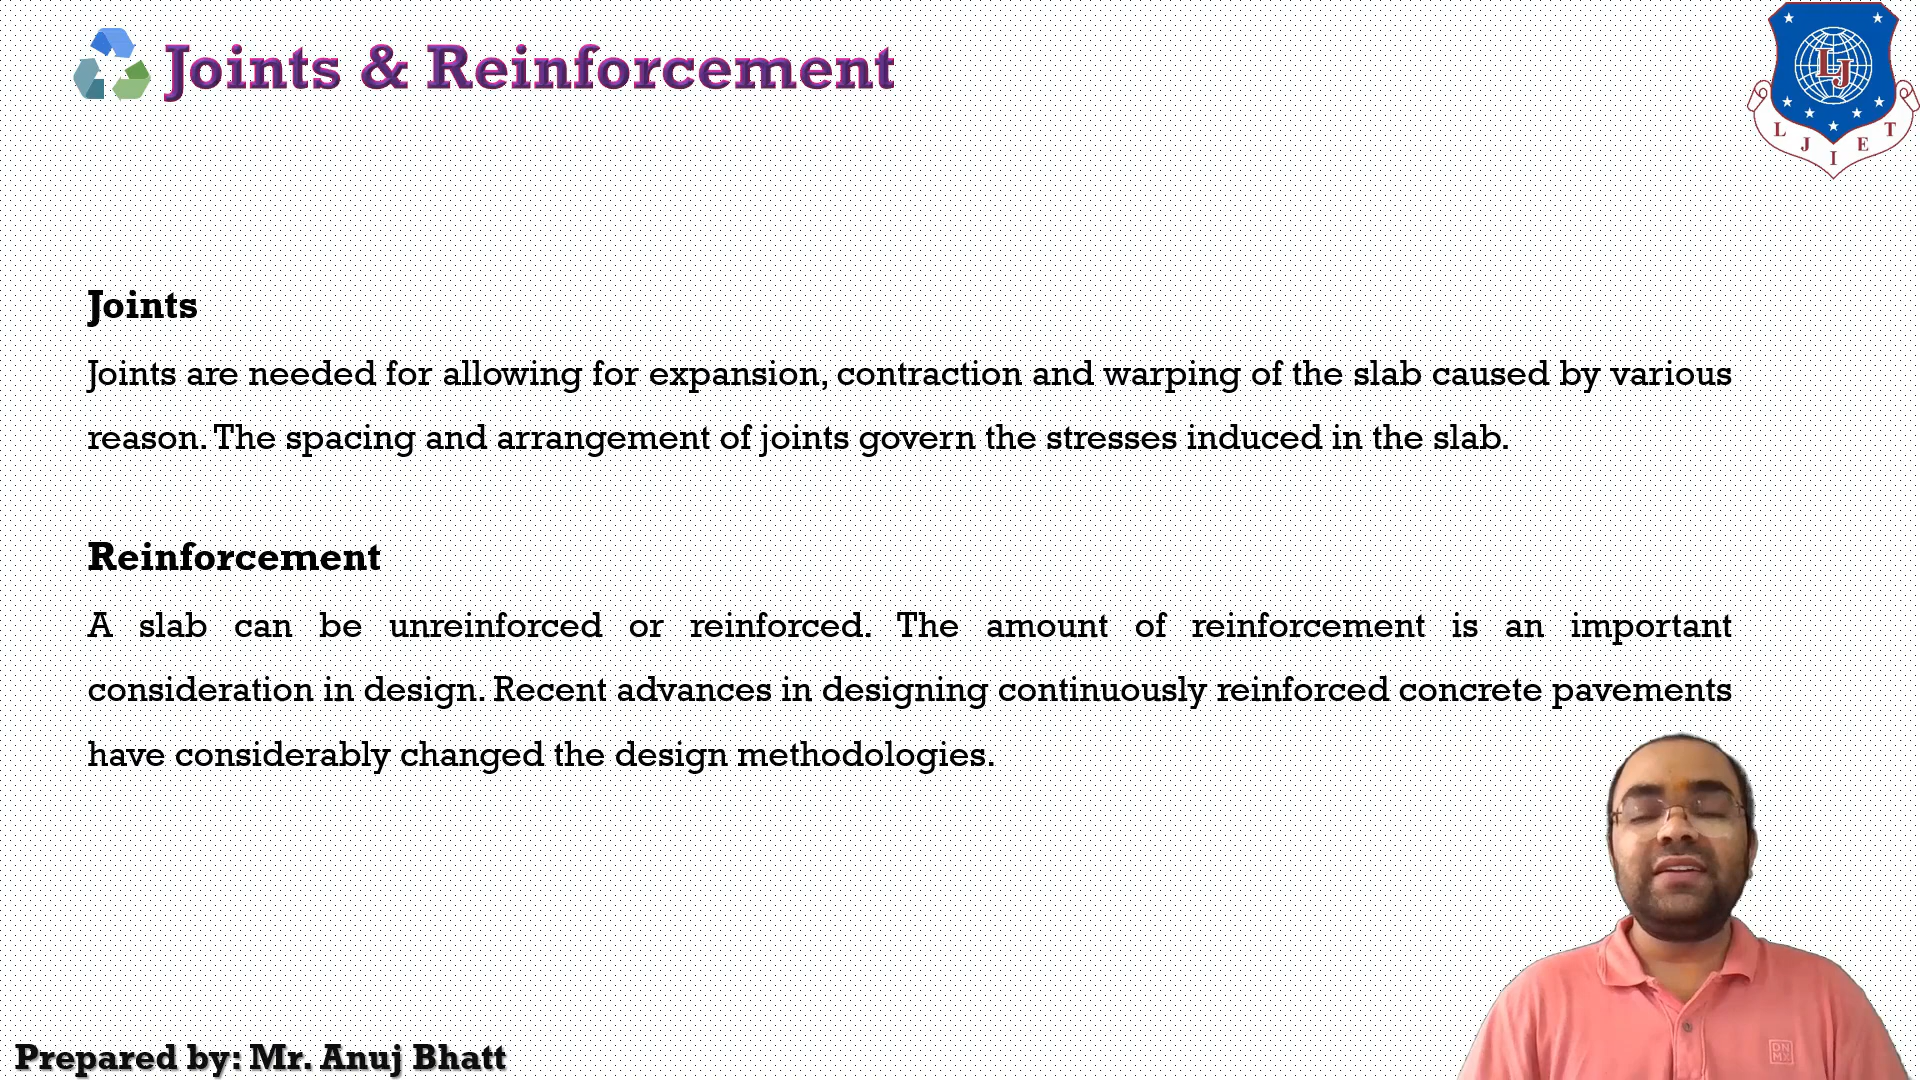 Joints & Reinforcement
LJ
L J I E T
Joints
Joints are needed for allowing for expansion, contraction and warping of the slab caused by various
reason. The spacing and arrangement of joints govern the stresses induced in the slab.
Reinforcement
A slab can be unreinforced or reinforced. The amount of reinforcement is an important
consideration in design. Recent advances in designing continuously reinforced concrete pavements
have considerably changed the design methodologies.
DN
MX
Prepared by: Mr. Anuj Bhatt